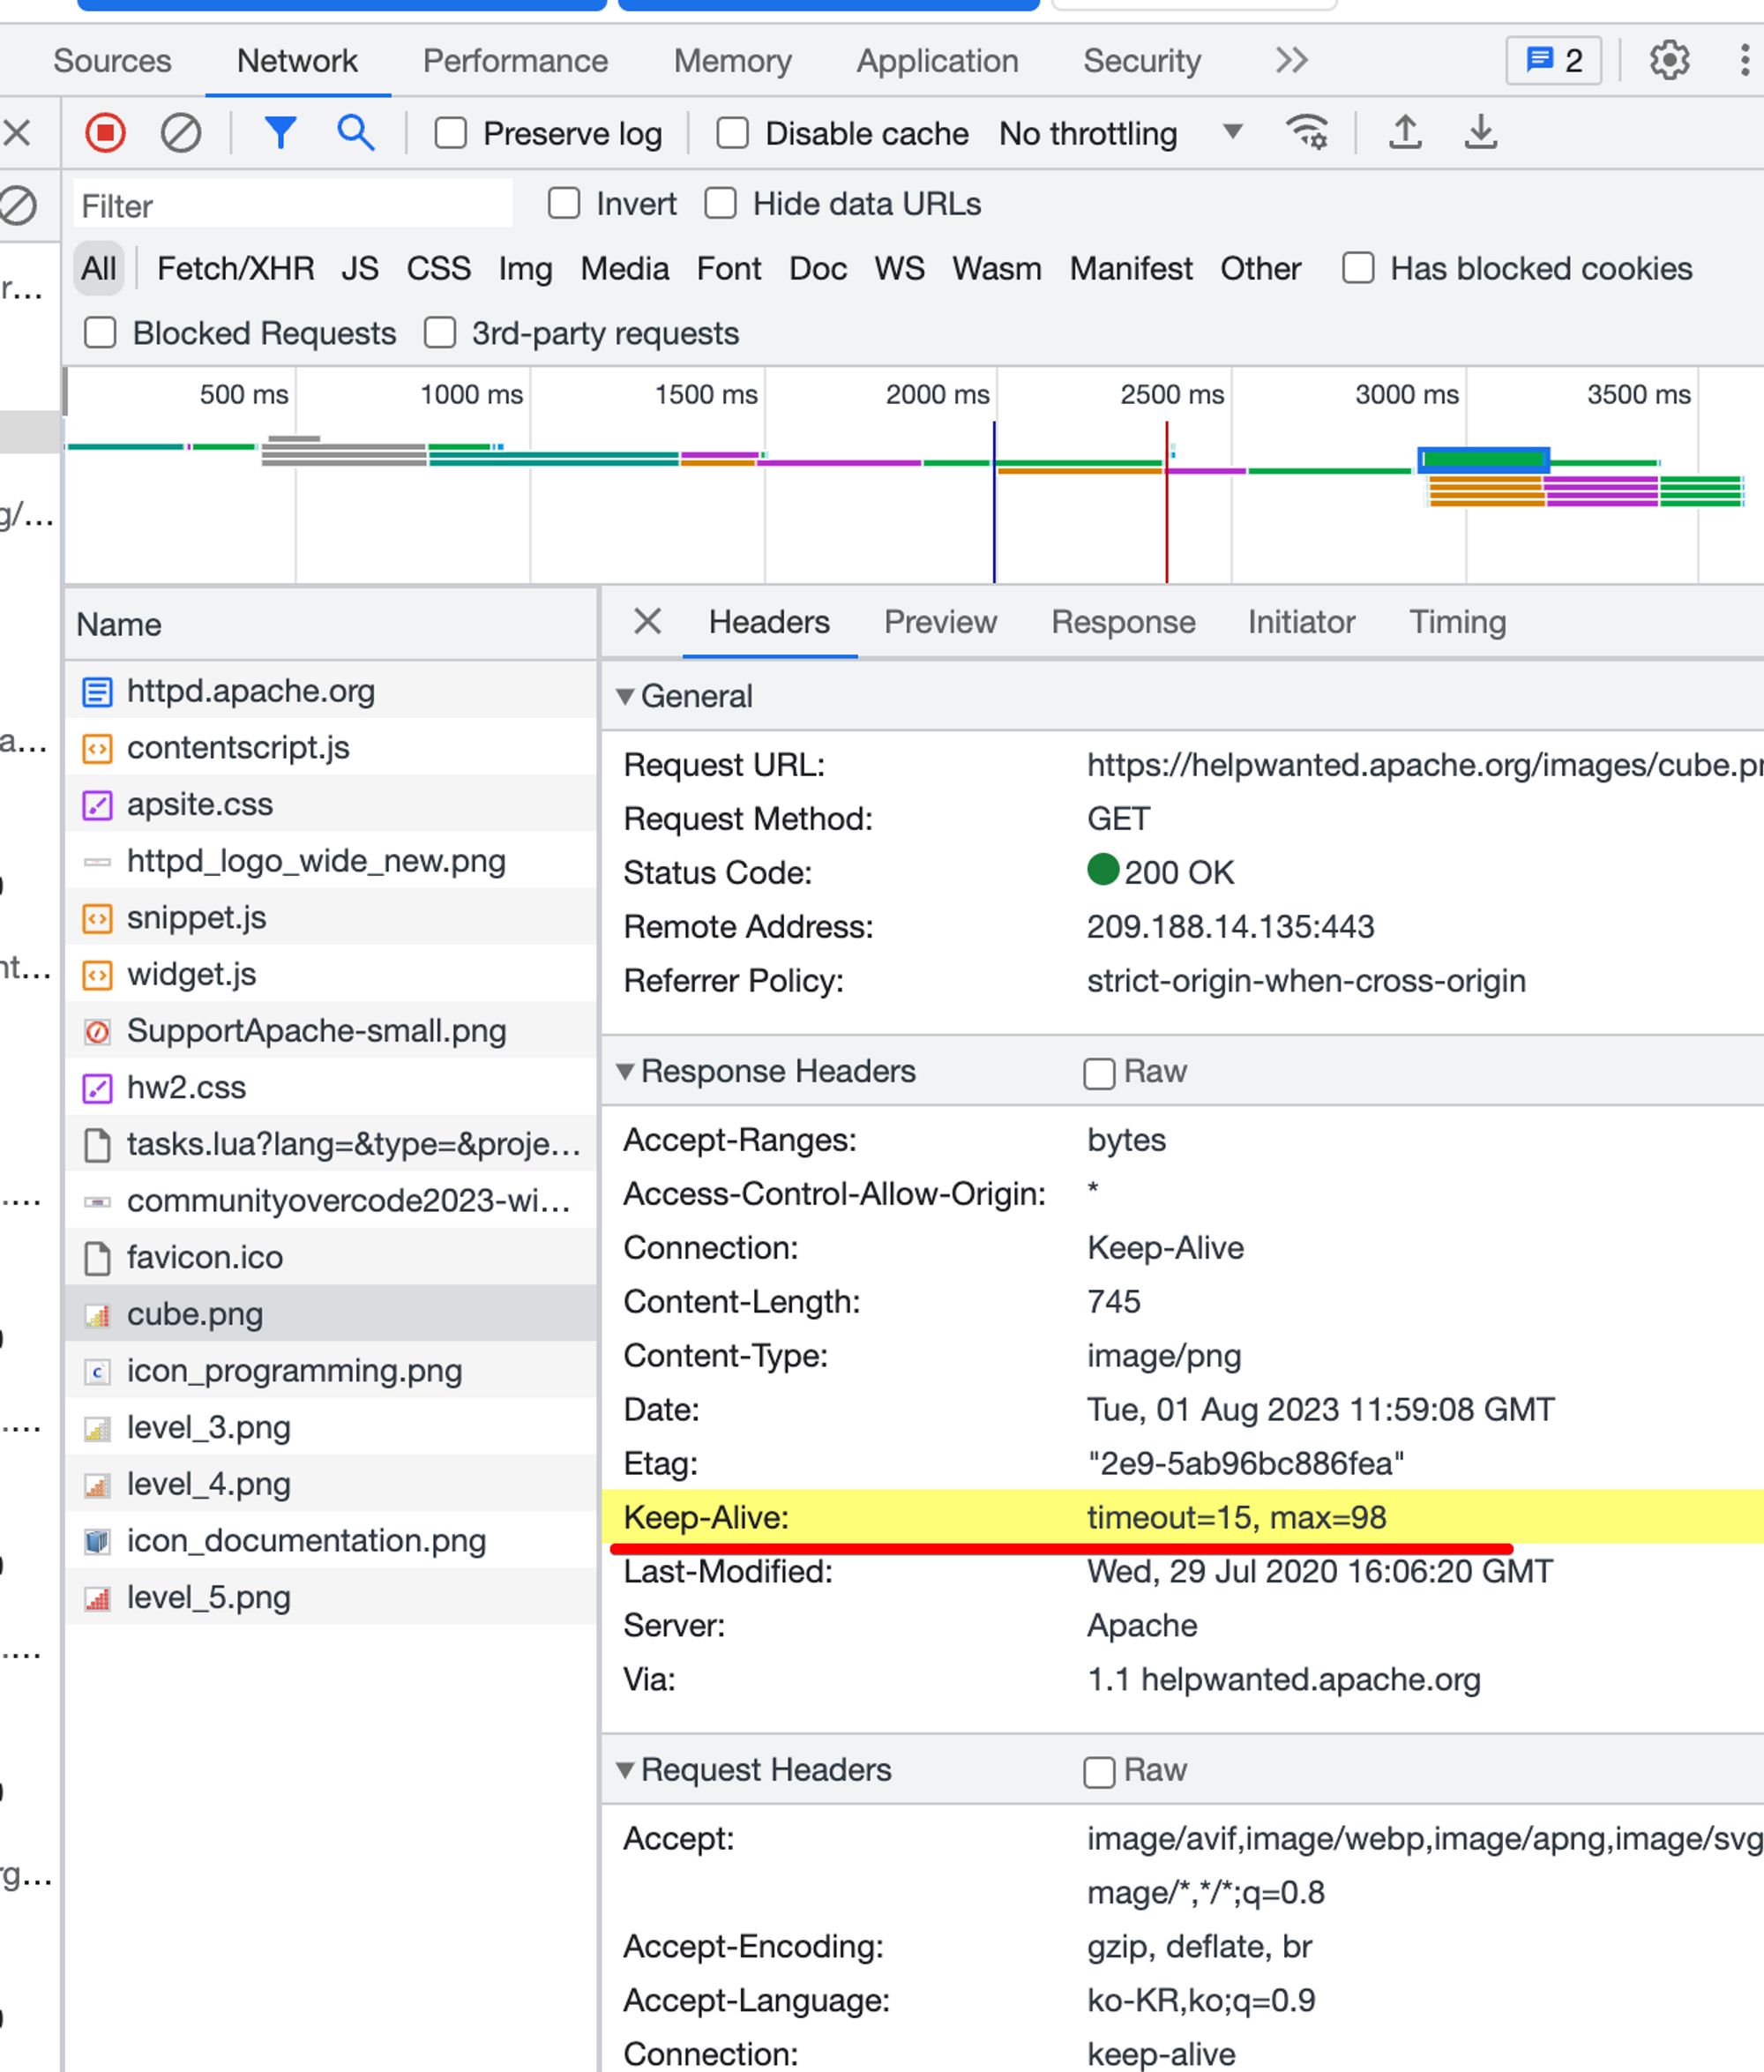 Sources Network Performance Memory Application Security 2
Preserve log Disable cache No throttling
Filter Invert Hide data URLs
All Fetch/XHR JS CSS Img Media Font Doc WS Wasm Manifest Other Has blocked cookies
Blocked Requests 3rd-party requests
500 ms 1000 ms 1500 ms 2000 ms 2500 ms 3000 ms 3500 ms
Name
httpd.apache.org
contentscript.js
apsite.css
httpd_logo_wide_new.png
snippet.js
widget.js
SupportApache-small.png
hw2.css
tasks.lua?lang=&type=&proje...
communityovercode2023-wi...
favicon.ico
cube.png
icon_programming.png
level_3.png
level_4.png
icon_documentation.png
level_5.png
Headers Preview Response Initiator Timing
General
Request URL: https://helpwanted.apache.org/images/cube.pn
Request Method: GET
Status Code: 200 OK
Remote Address: 209.188.14.135:443
Referrer Policy: strict-origin-when-cross-origin
Response Headers Raw
Accept-Ranges: bytes
Access-Control-Allow-Origin: *
Connection: Keep-Alive
Content-Length: 745
Content-Type: image/png
Date: Tue, 01 Aug 2023 11:59:08 GMT
Etag: "2e9-5ab96bc886fea"
Keep-Alive: timeout=15, max=98
Last-Modified: Wed, 29 Jul 2020 16:06:20 GMT
Server: Apache
Via: 1.1 helpwanted.apache.org
Request Headers Raw
Accept: image/avif,image/webp,image/apng,image/svg
mage/*,*/*;q=0.8
Accept-Encoding: gzip, deflate, br
Accept-Language: ko-KR,ko;q=0.9
Connection: keep-alive